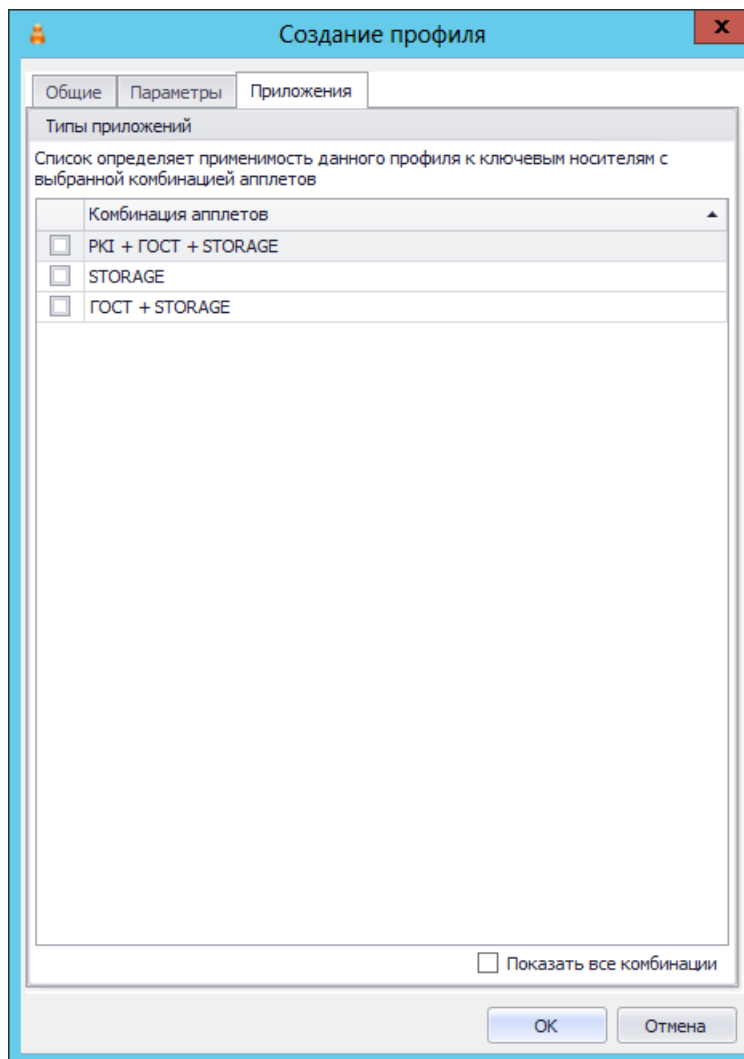 Создание профиля
x
Общие
Параметры
Приложения
Типы приложений
Список определяет применимость данного профиля к ключевым носителям с
выбранной комбинацией апплетов
Комбинация апплетов
PKI + ГОСТ + STORAGE
STORAGE
ГОСТ + STORAGE
Показать все комбинации
ОК
Отмена